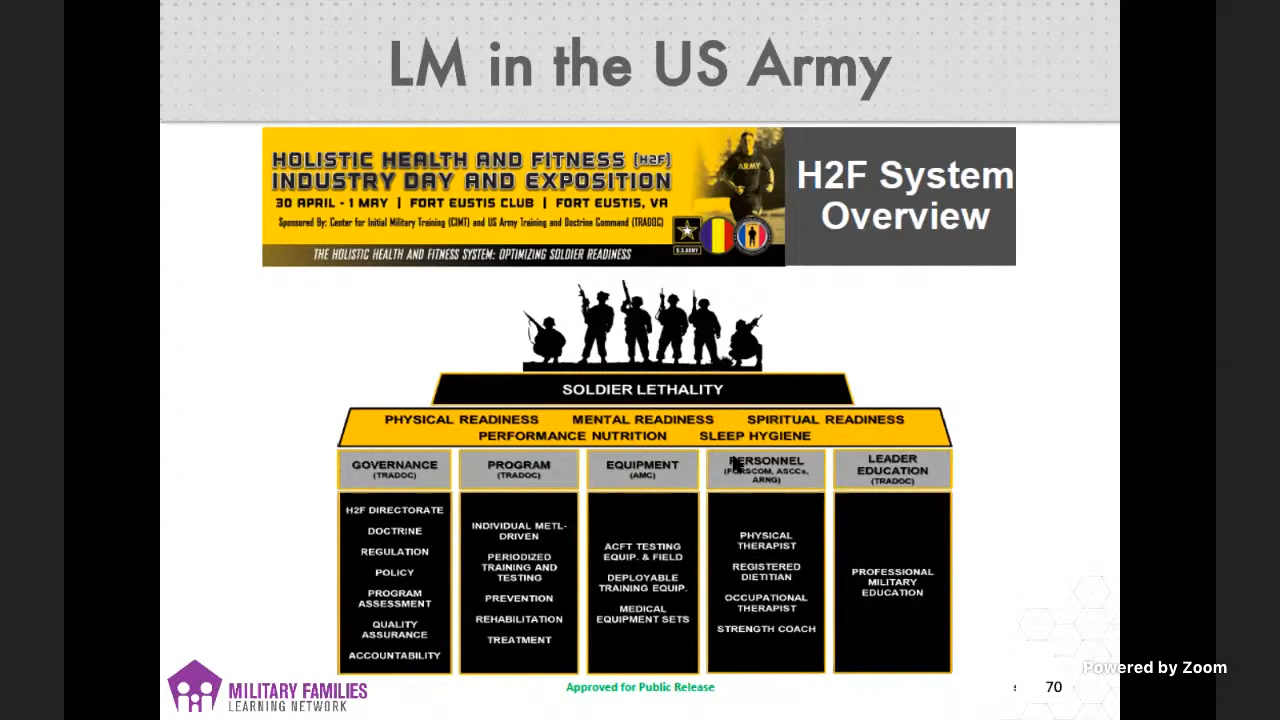 LM in the US Army
HOLISTIC HEALTH AND FITNESS (H2F)
INDUSTRY DAY AND EXPOSITION
30 APRIL - 1 MAY | FORT EUSTIS CLUB | FORT EUSTIS, VA
Sponsored By: Center for Initial Military Training (CIMT) and US Army Training and Doctrine Command (TRADOC)
THE HOLISTIC HEALTH AND FITNESS SYSTEM: OPTIMIZING SOLDIER READINESS
ARMY
U.S. ARMY
H2F System
Overview
SOLDIER LETHALITY
PHYSICAL READINESS MENTAL READINESS SPIRITUAL READINESS
PERFORMANCE NUTRITION SLEEP HYGIENE
GOVERNANCE
(TRADOC)
H2F DIRECTORATE
DOCTRINE
REGULATION
POLICY
PROGRAM
ASSESSMENT
QUALITY
ASSURANCE
ACCOUNTABILITY
PROGRAM
(TRADOC)
INDIVIDUAL METL-
DRIVEN
PERIODIZED
TRAINING AND
TESTING
PREVENTION
REHABILITATION
TREATMENT
EQUIPMENT
(AMC)
ACFT TESTING
EQUIP. & FIELD
DEPLOYABLE
TRAINING EQUIP.
MEDICAL
EQUIPMENT SETS
PERSONNEL
(FORSCOM, ASCCs,
ARNG)
PHYSICAL
THERAPIST
REGISTERED
DIETITIAN
OCCUPATIONAL
THERAPIST
STRENGTH COACH
LEADER
EDUCATION
(TRADOC)
PROFESSIONAL
MILITARY
EDUCATION
MILITARY FAMILIES
LEARNING NETWORK
Approved for Public Release
70
Powered by Zoom